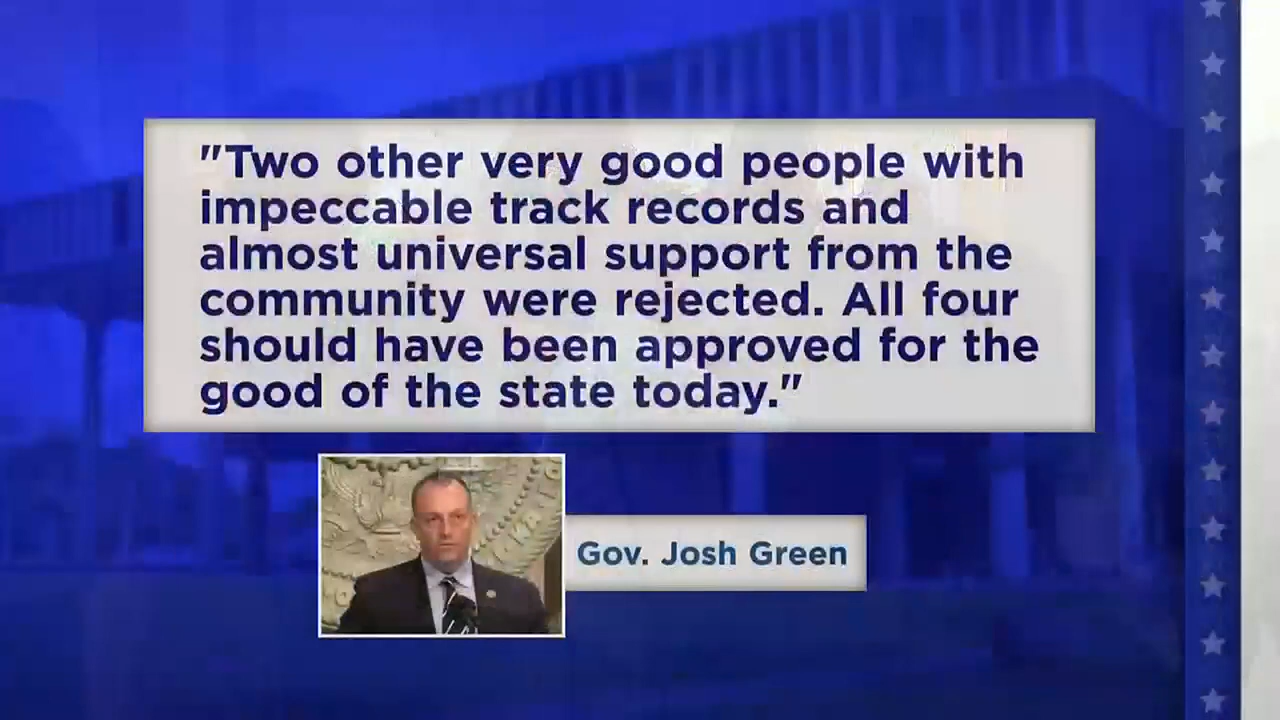 "Two other very good people with
impeccable track records and
almost universal support from the
community were rejected. All four
should have been approved for the
good of the state today."
Gov. Josh Green